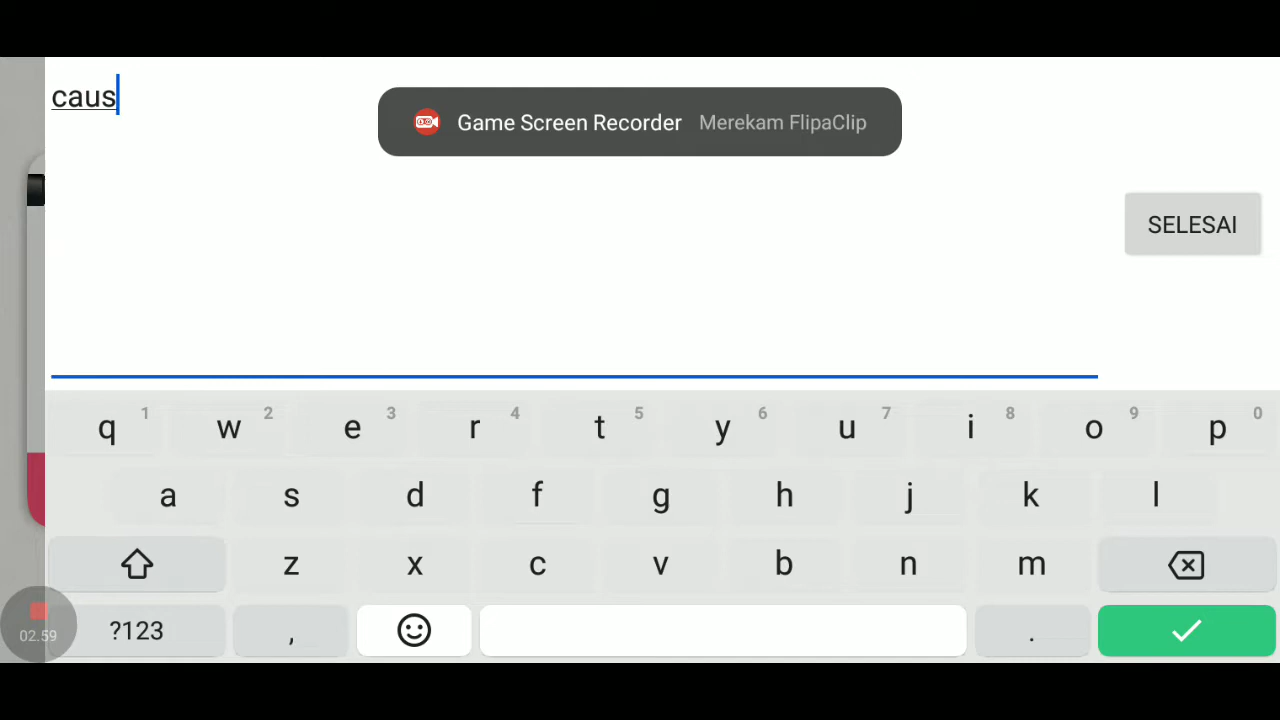 caus
Game Screen Recorder Merekam FlipaClip
SELESAI
q 1 w 2 e 3 r 4 t 5 y 6 u 7 i 8 o 9 p 0
a s d f g h j k l
z x c v b n m
02.59 ?123 , .